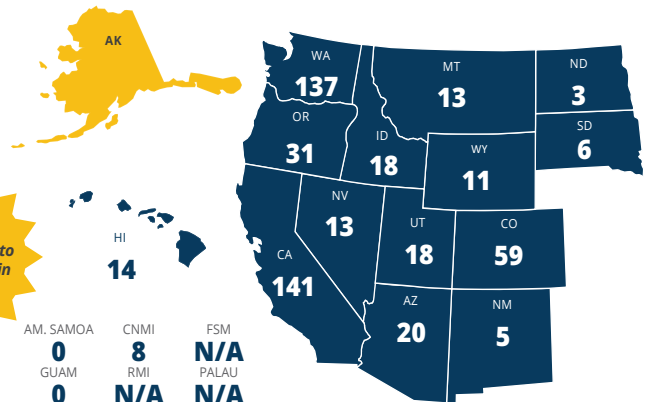 AK
WA
137
MT
13
ND
3
OR
31
ID
18
SD
6
WY
11
NV
13
UT
18
CO
59
HI
14
CA
141
AZ
20
NM
5
to
in
AM. SAMOA CNMI FSM
0 8 N/A
GUAM RMI PALAU
0 N/A N/A